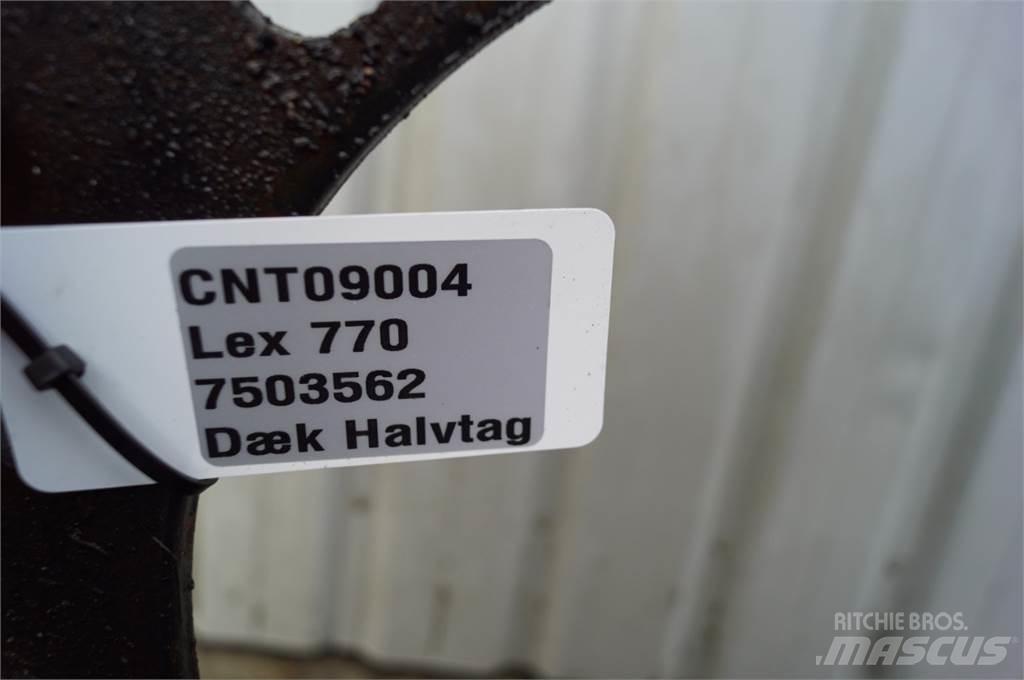 CNT09004
Lex 770
7503562
Dæk Halvtag
RITCHIE BROS.
MASCUS